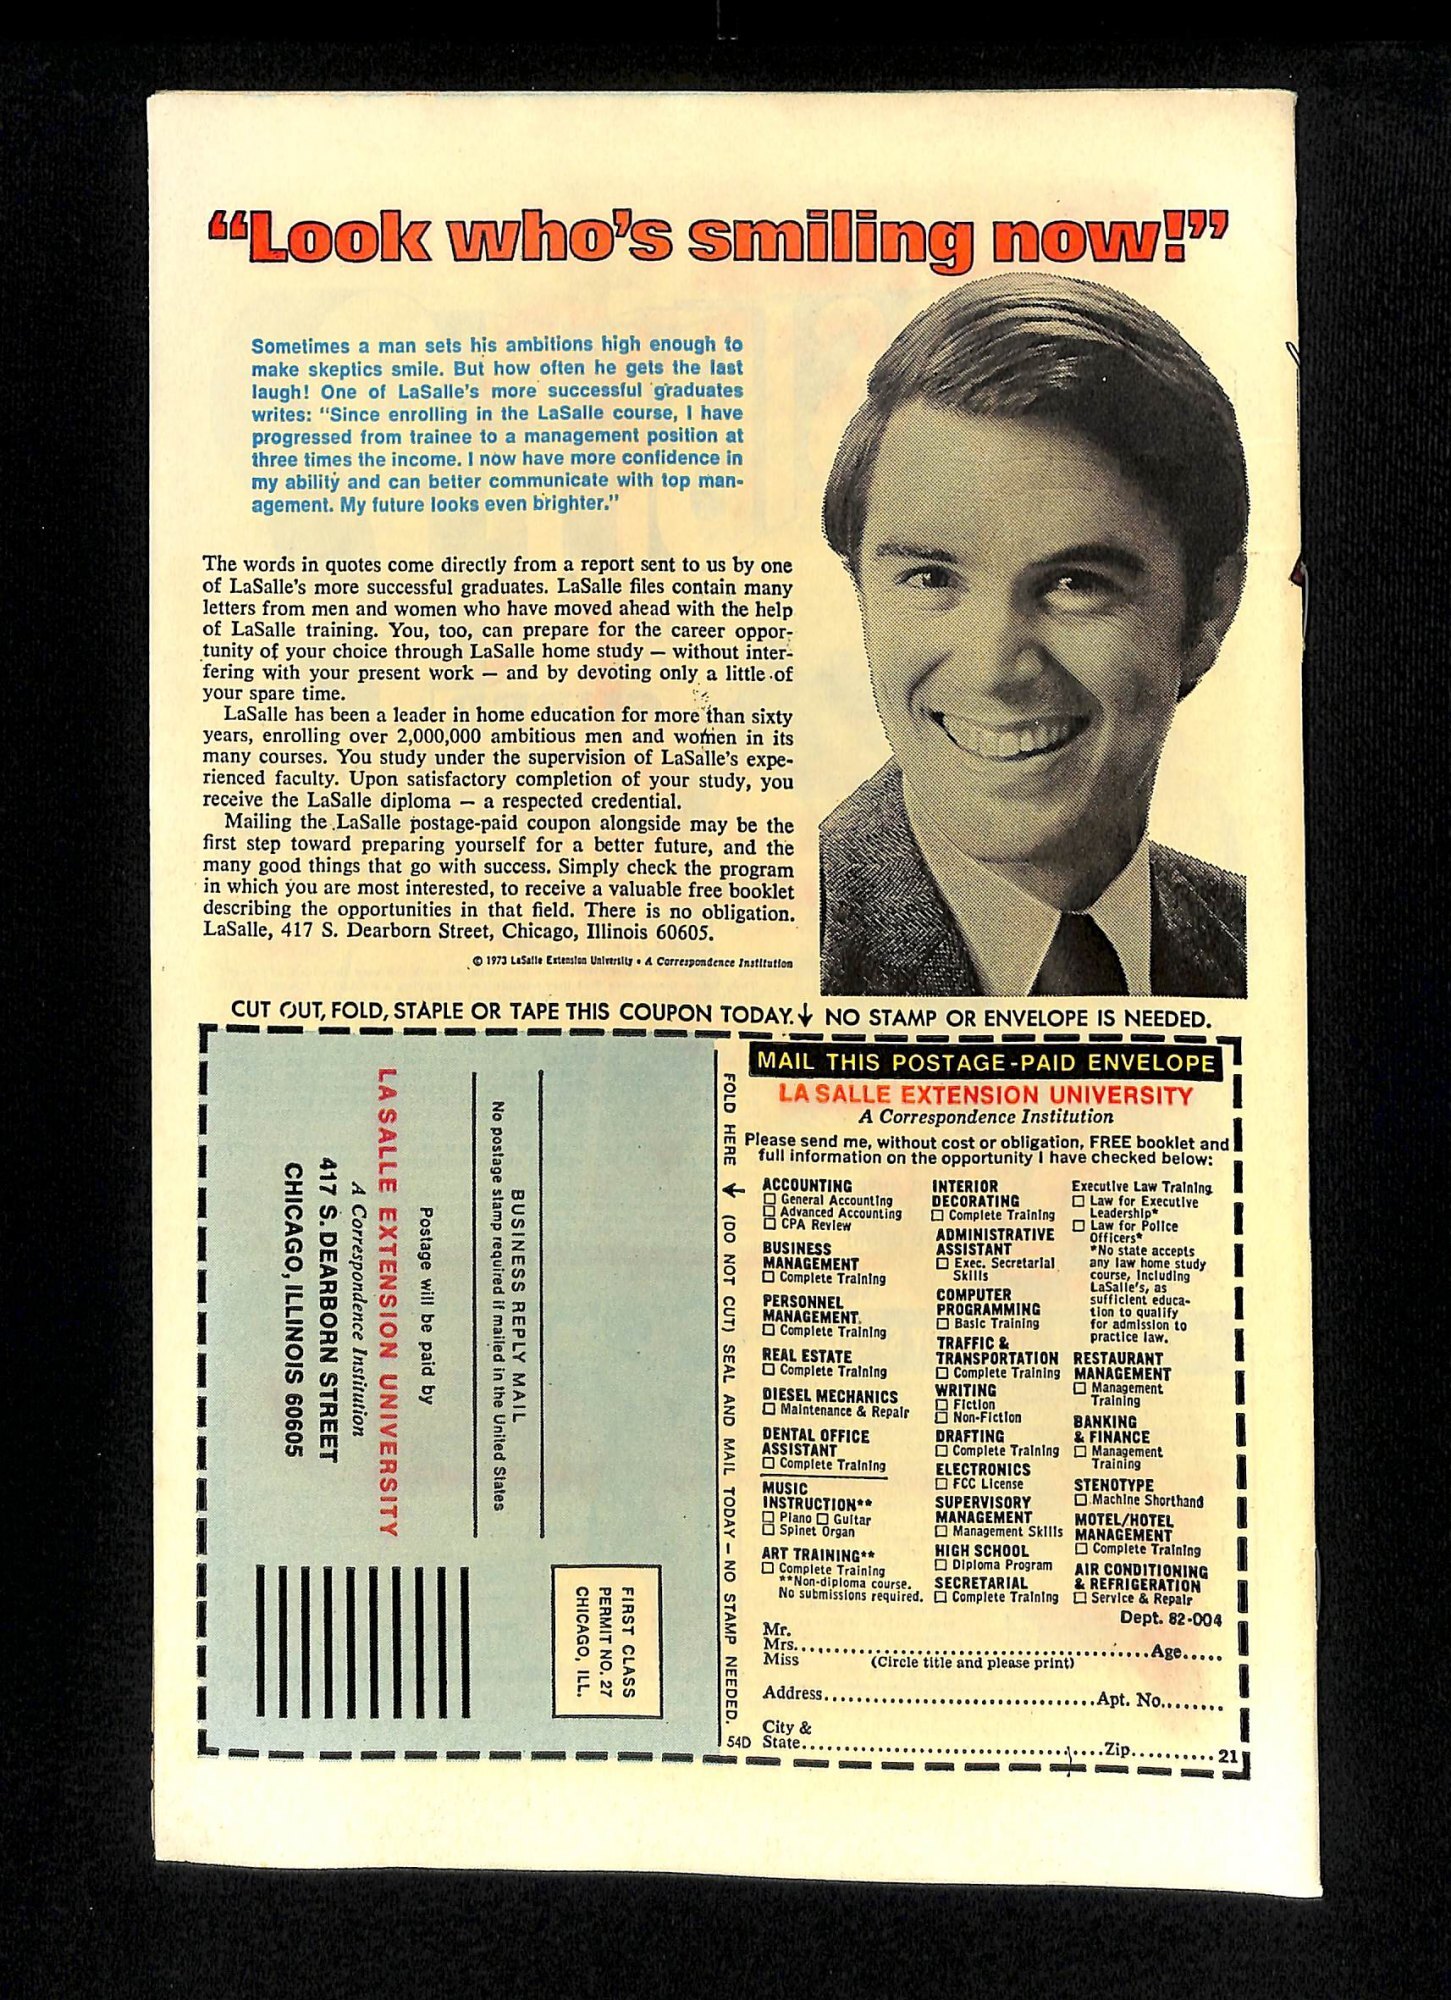 “Look who’s smiling now!”
Sometimes a man sets his ambitions high enough to
make skeptics smile. But how often he gets the last
laugh! One of LaSalle’s more successful graduates
writes: “Since enrolling in the LaSalle course, I have
progressed from trainee to a management position at
three times the income. I now have more confidence in
my ability and can better communicate with top man-
agement. My future looks even brighter.”
The words in quotes come directly from a report sent to us by one
of LaSalle’s more successful graduates. LaSalle files contain many
letters from men and women who have moved ahead with the help
of LaSalle training. You, too, can prepare for the career oppor-
tunity of your choice through LaSalle home study — without inter-
fering with your present work — and by devoting only a little of
your spare time.
LaSalle has been a leader in home education for more than sixty
years, enrolling over 2,000,000 ambitious men and women in its
many courses. You study under the supervision of LaSalle’s expe-
rienced faculty. Upon satisfactory completion of your study, you
receive the LaSalle diploma — a respected credential.
Mailing the LaSalle postage-paid coupon alongside may be the
first step toward preparing yourself for a better future, and the
many good things that go with success. Simply check the program
in which you are most interested, to receive a valuable free booklet
describing the opportunities in that field. There is no obligation.
LaSalle, 417 S. Dearborn Street, Chicago, Illinois 60605.
© 1973 LaSalle Extension University • A Correspondence Institution
CUT OUT, FOLD, STAPLE OR TAPE THIS COUPON TODAY.↓ NO STAMP OR ENVELOPE IS NEEDED.
FIRST CLASS
PERMIT NO. 27
CHICAGO, ILL.
BUSINESS REPLY MAIL
No postage stamp required if mailed in the United States
Postage will be paid by
LA SALLE EXTENSION UNIVERSITY
A Correspondence Institution
417 S. DEARBORN STREET
CHICAGO, ILLINOIS 60605
FOLD HERE ↓ (DO NOT CUT) SEAL AND MAIL TODAY — NO STAMP NEEDED.
MAIL THIS POSTAGE-PAID ENVELOPE
LA SALLE EXTENSION UNIVERSITY
A Correspondence Institution
Please send me, without cost or obligation, FREE booklet and
full information on the opportunity I have checked below:
ACCOUNTING
☐ General Accounting
☐ Advanced Accounting
☐ CPA Review
BUSINESS
MANAGEMENT
☐ Complete Training
PERSONNEL
MANAGEMENT
☐ Complete Training
REAL ESTATE
☐ Complete Training
DIESEL MECHANICS
☐ Maintenance & Repair
DENTAL OFFICE
ASSISTANT
☐ Complete Training
MUSIC
INSTRUCTION**
☐ Piano ☐ Guitar
☐ Spinet Organ
ART TRAINING**
☐ Complete Training
**Non-diploma course.
No submissions required.
INTERIOR
DECORATING
☐ Complete Training
ADMINISTRATIVE
ASSISTANT
☐ Exec. Secretarial
Skills
COMPUTER
PROGRAMMING
☐ Basic Training
TRAFFIC &
TRANSPORTATION
☐ Complete Training
WRITING
☐ Fiction
☐ Non-Fiction
DRAFTING
☐ Complete Training
ELECTRONICS
☐ FCC License
SUPERVISORY
MANAGEMENT
☐ Management Skills
HIGH SCHOOL
☐ Diploma Program
SECRETARIAL
☐ Complete Training
Executive Law Training
☐ Law for Executive
Leadership*
☐ Law for Police
Officers*
*No state accepts
any law home study
course, including
LaSalle’s, as
sufficient educa-
tion to qualify
for admission to
practice law.
RESTAURANT
MANAGEMENT
☐ Management
Training
BANKING
& FINANCE
☐ Management
Training
STENOTYPE
☐ Machine Shorthand
MOTEL/HOTEL
MANAGEMENT
☐ Complete Training
AIR CONDITIONING
& REFRIGERATION
☐ Service & Repair
Dept. 82-004
Mr.
Mrs. Age
Miss (Circle title and please print)
Address Apt. No.
City &
54D State Zip 21